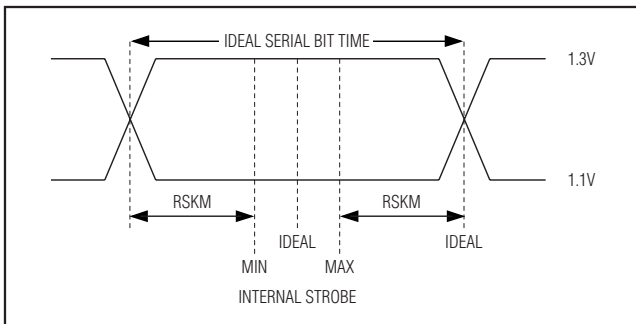 IDEAL SERIAL BIT TIME
1.3V
1.1V
RSKM
RSKM
IDEAL
IDEAL
MIN
MAX
INTERNAL STROBE